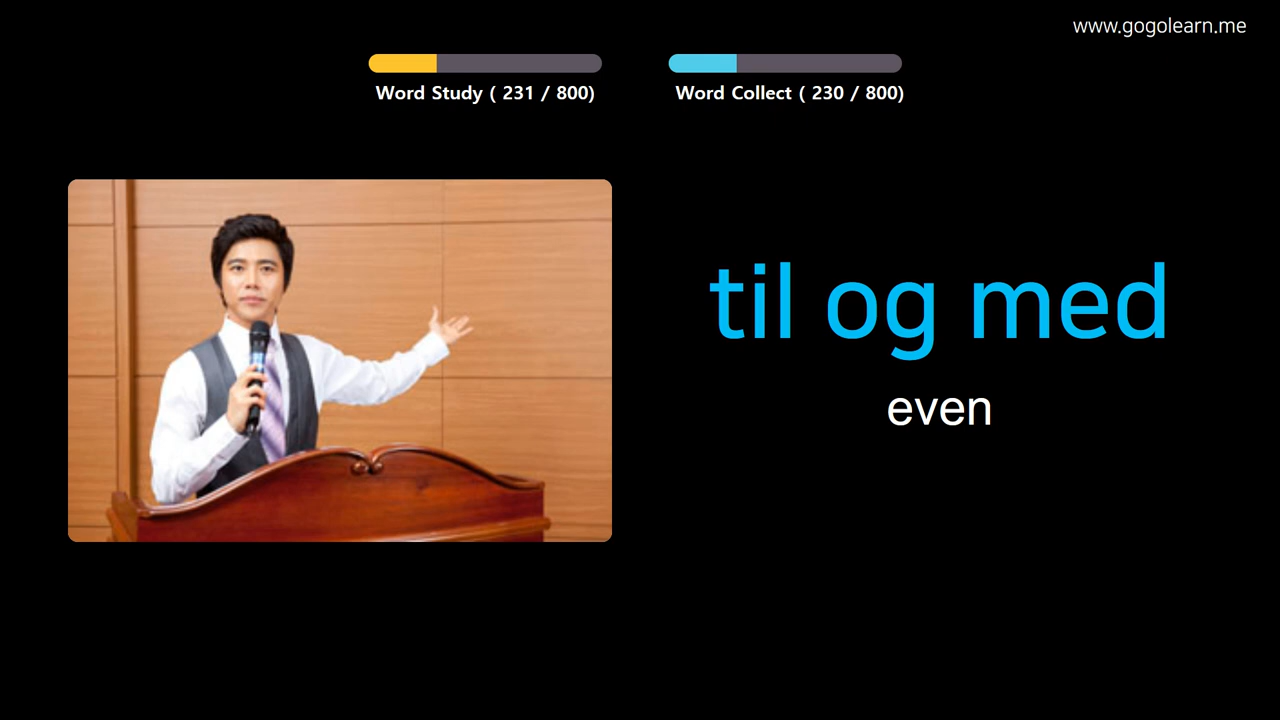 www.gogolearn.me
Word Study ( 231 / 800)
Word Collect ( 230 / 800)
til og med
even